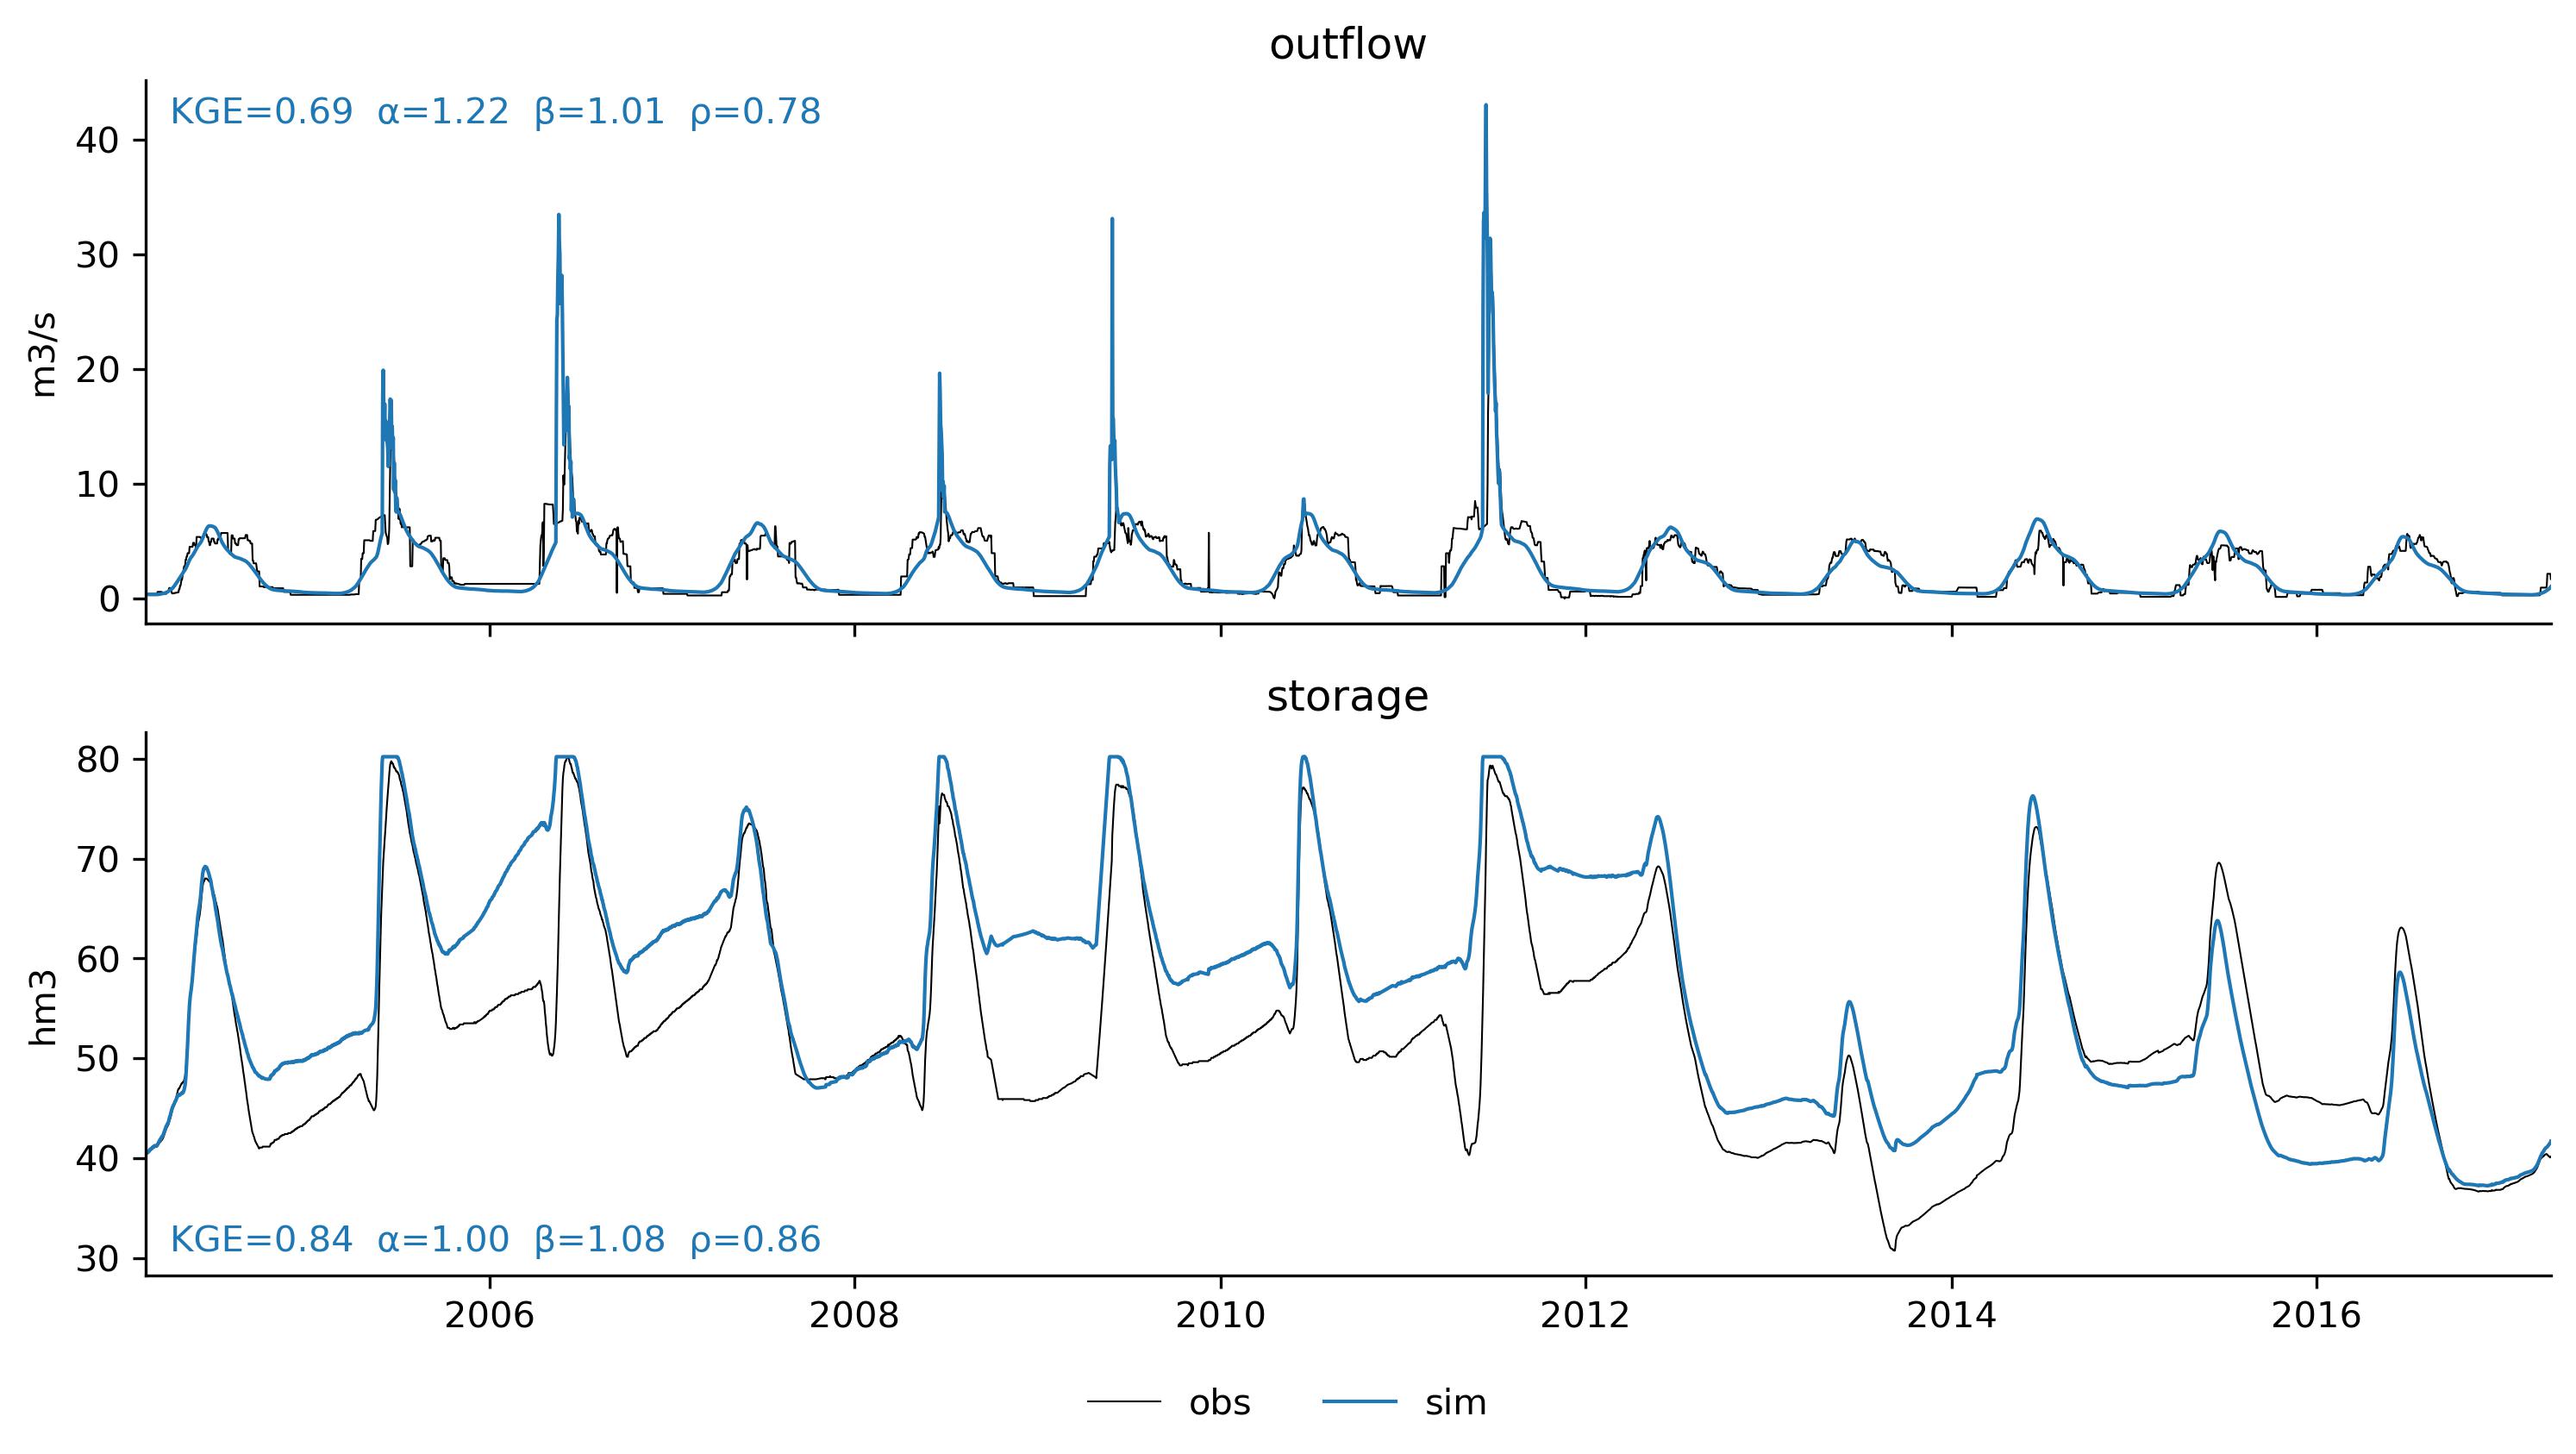 outflow
KGE=0.69 α=1.22 β=1.01 ρ=0.78
40
30
20
10
0
m3/s
storage
80
70
60
50
40
30
hm3
KGE=0.84 α=1.00 β=1.08 ρ=0.86
2006 2008 2010 2012 2014 2016
obs sim